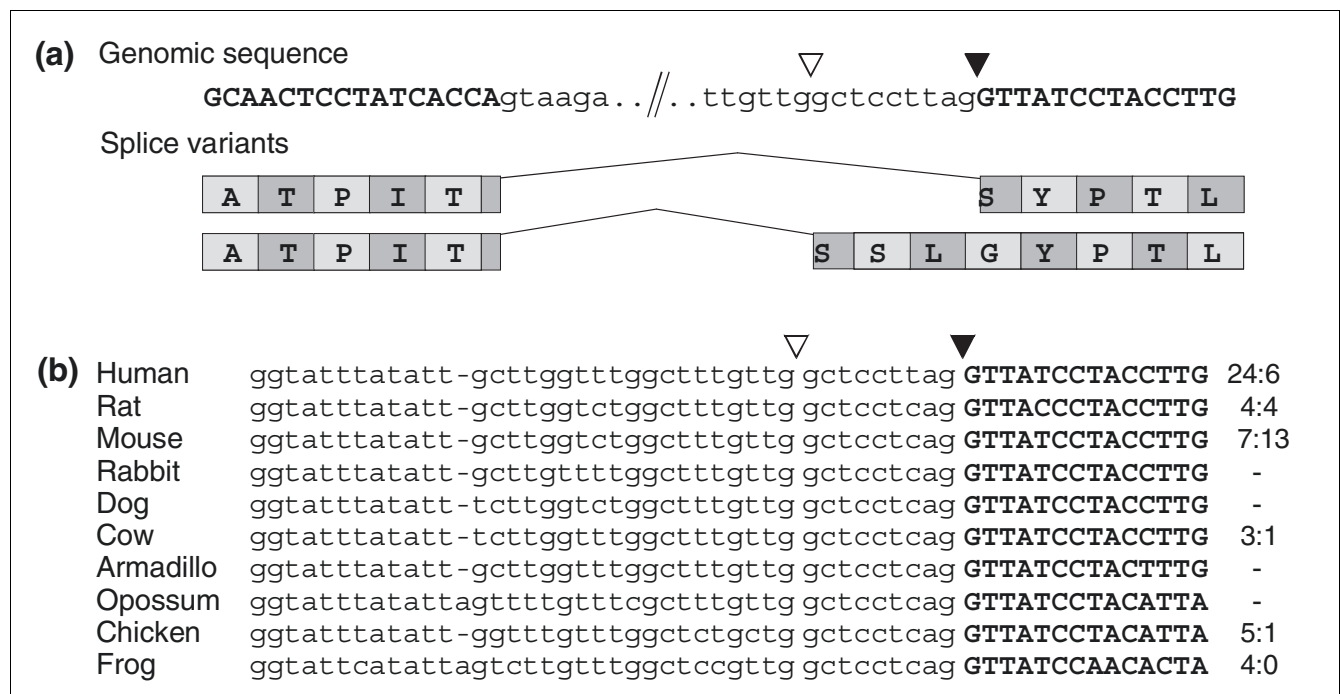 (a) Genomic sequence
GCAACTCCTATCACCAgtaaga..//..ttgttggctccttagGTTATCCTACCTTG
Splice variants
A T P I T S Y P T L
A T P I T S S L G Y P T L
(b) Human ggtatttatatt-gcttggtttggctttgttg gctccttag GTTATCCTACCTTG 24:6
Rat ggtatttatatt-gcttggtctggctttgttg gctcctcag GTTACCCTACCTTG 4:4
Mouse ggtatttatatt-gcttggtctggctttgttg gctcctcag GTTATCCTACCTTG 7:13
Rabbit ggtatttatatt-gcttgttttggctttgttg gctcctcag GTTATCCTACCTTG -
Dog ggtatttatatt-tcttggtctggctttgttg gctcctcag GTTATCCTACCTTG -
Cow ggtatttatatt-tcttggtttggctttgttg gctcctcag GTTATCCTACCTTG 3:1
Armadillo ggtatttatatt-gcttggtttggctttgttg gctcctcag GTTATCCTACTTTG -
Opossum ggtatttatattagttttgtttcgctttgttg gctcctcag GTTATCCTACATTA -
Chicken ggtatttatatt-ggtttgtttggctctgctg gctcctcag GTTATCCTACATTA 5:1
Frog ggtattcatattagtcttgtttggctccgttg gctcctcag GTTATCCAACACTA 4:0